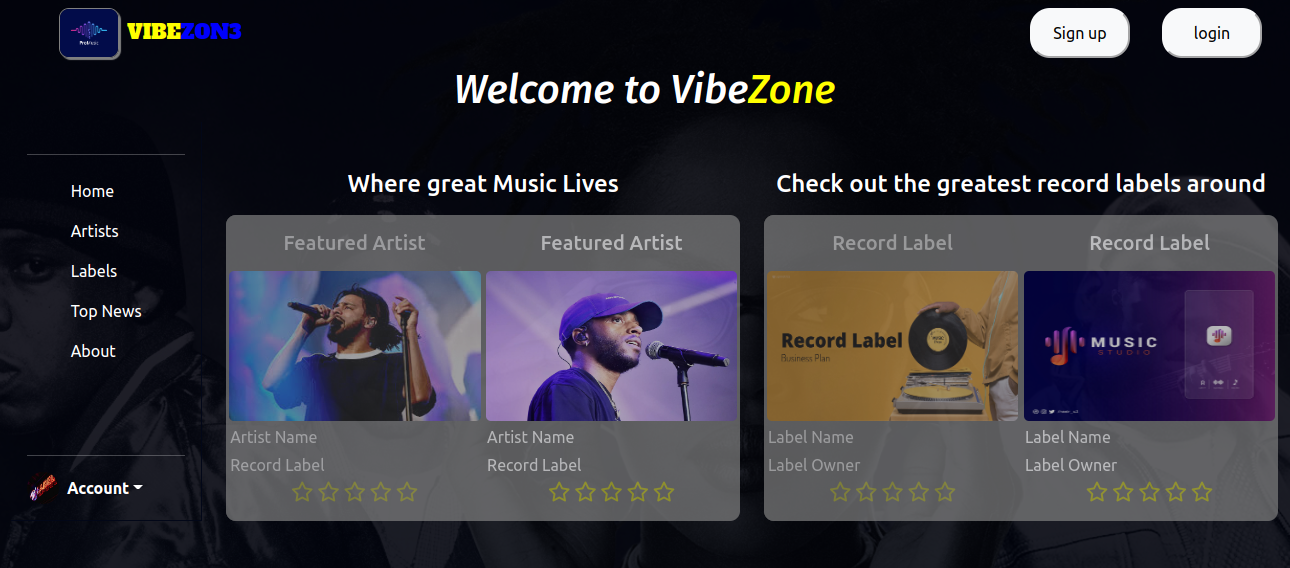 VIBEZON3
Sign up
login
Welcome to VibeZone
Home
Artists
Labels
Top News
About
Account
Where great Music Lives
Featured Artist
Featured Artist
Artist Name
Artist Name
Record Label
Record Label
Check out the greatest record labels around
Record Label
Record Label
Record Label
Business Plan
MUSIC
STUDIO
Label Name
Label Name
Label Owner
Label Owner